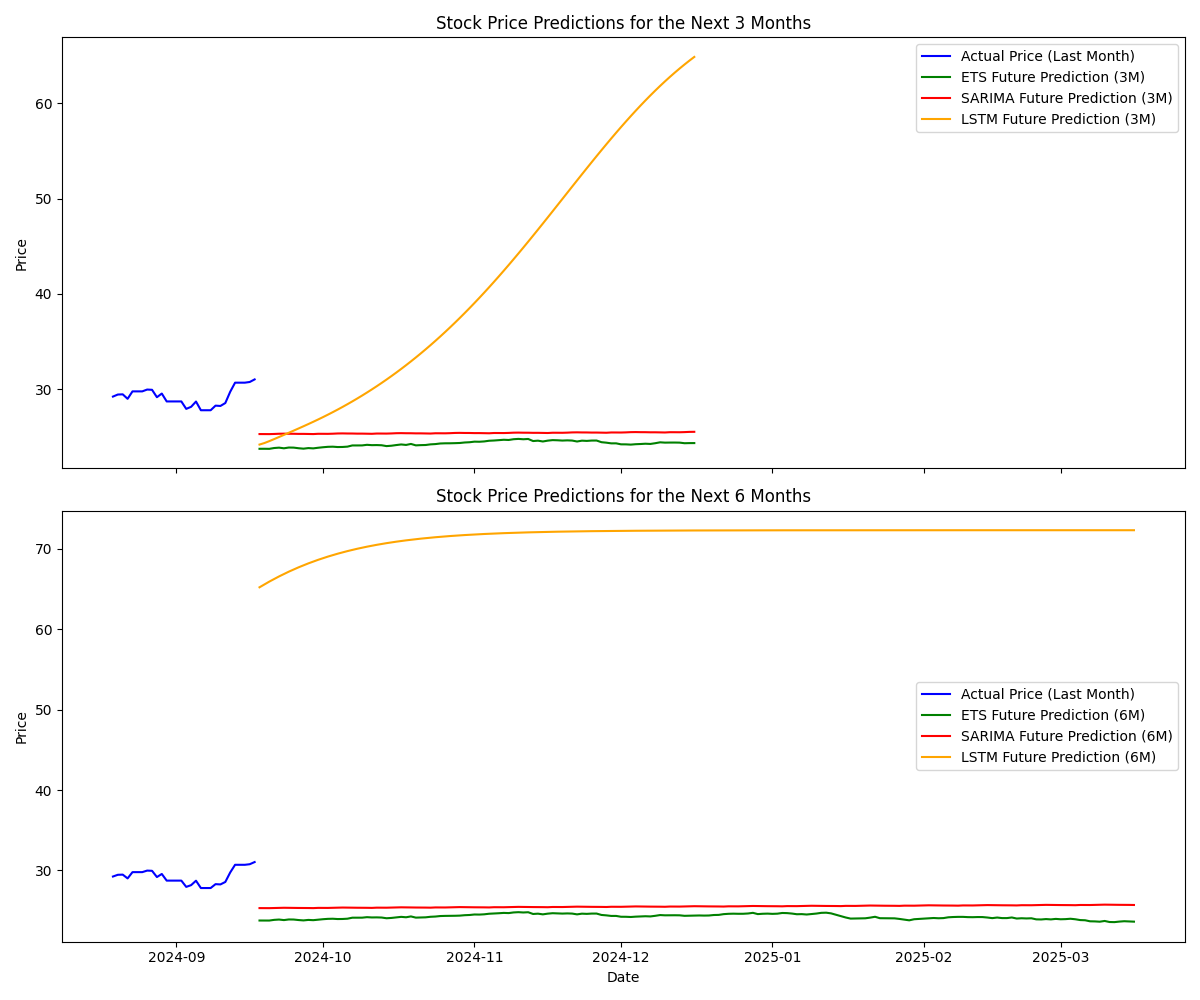 Stock Price Predictions for the Next 3 Months
Actual Price (Last Month)
ETS Future Prediction (3M)
SARIMA Future Prediction (3M)
LSTM Future Prediction (3M)
60
50
40
30
Price
Stock Price Predictions for the Next 6 Months
70
60
50
40
30
Price
Actual Price (Last Month)
ETS Future Prediction (6M)
SARIMA Future Prediction (6M)
LSTM Future Prediction (6M)
2024-09 2024-10 2024-11 2024-12 2025-01 2025-02 2025-03
Date